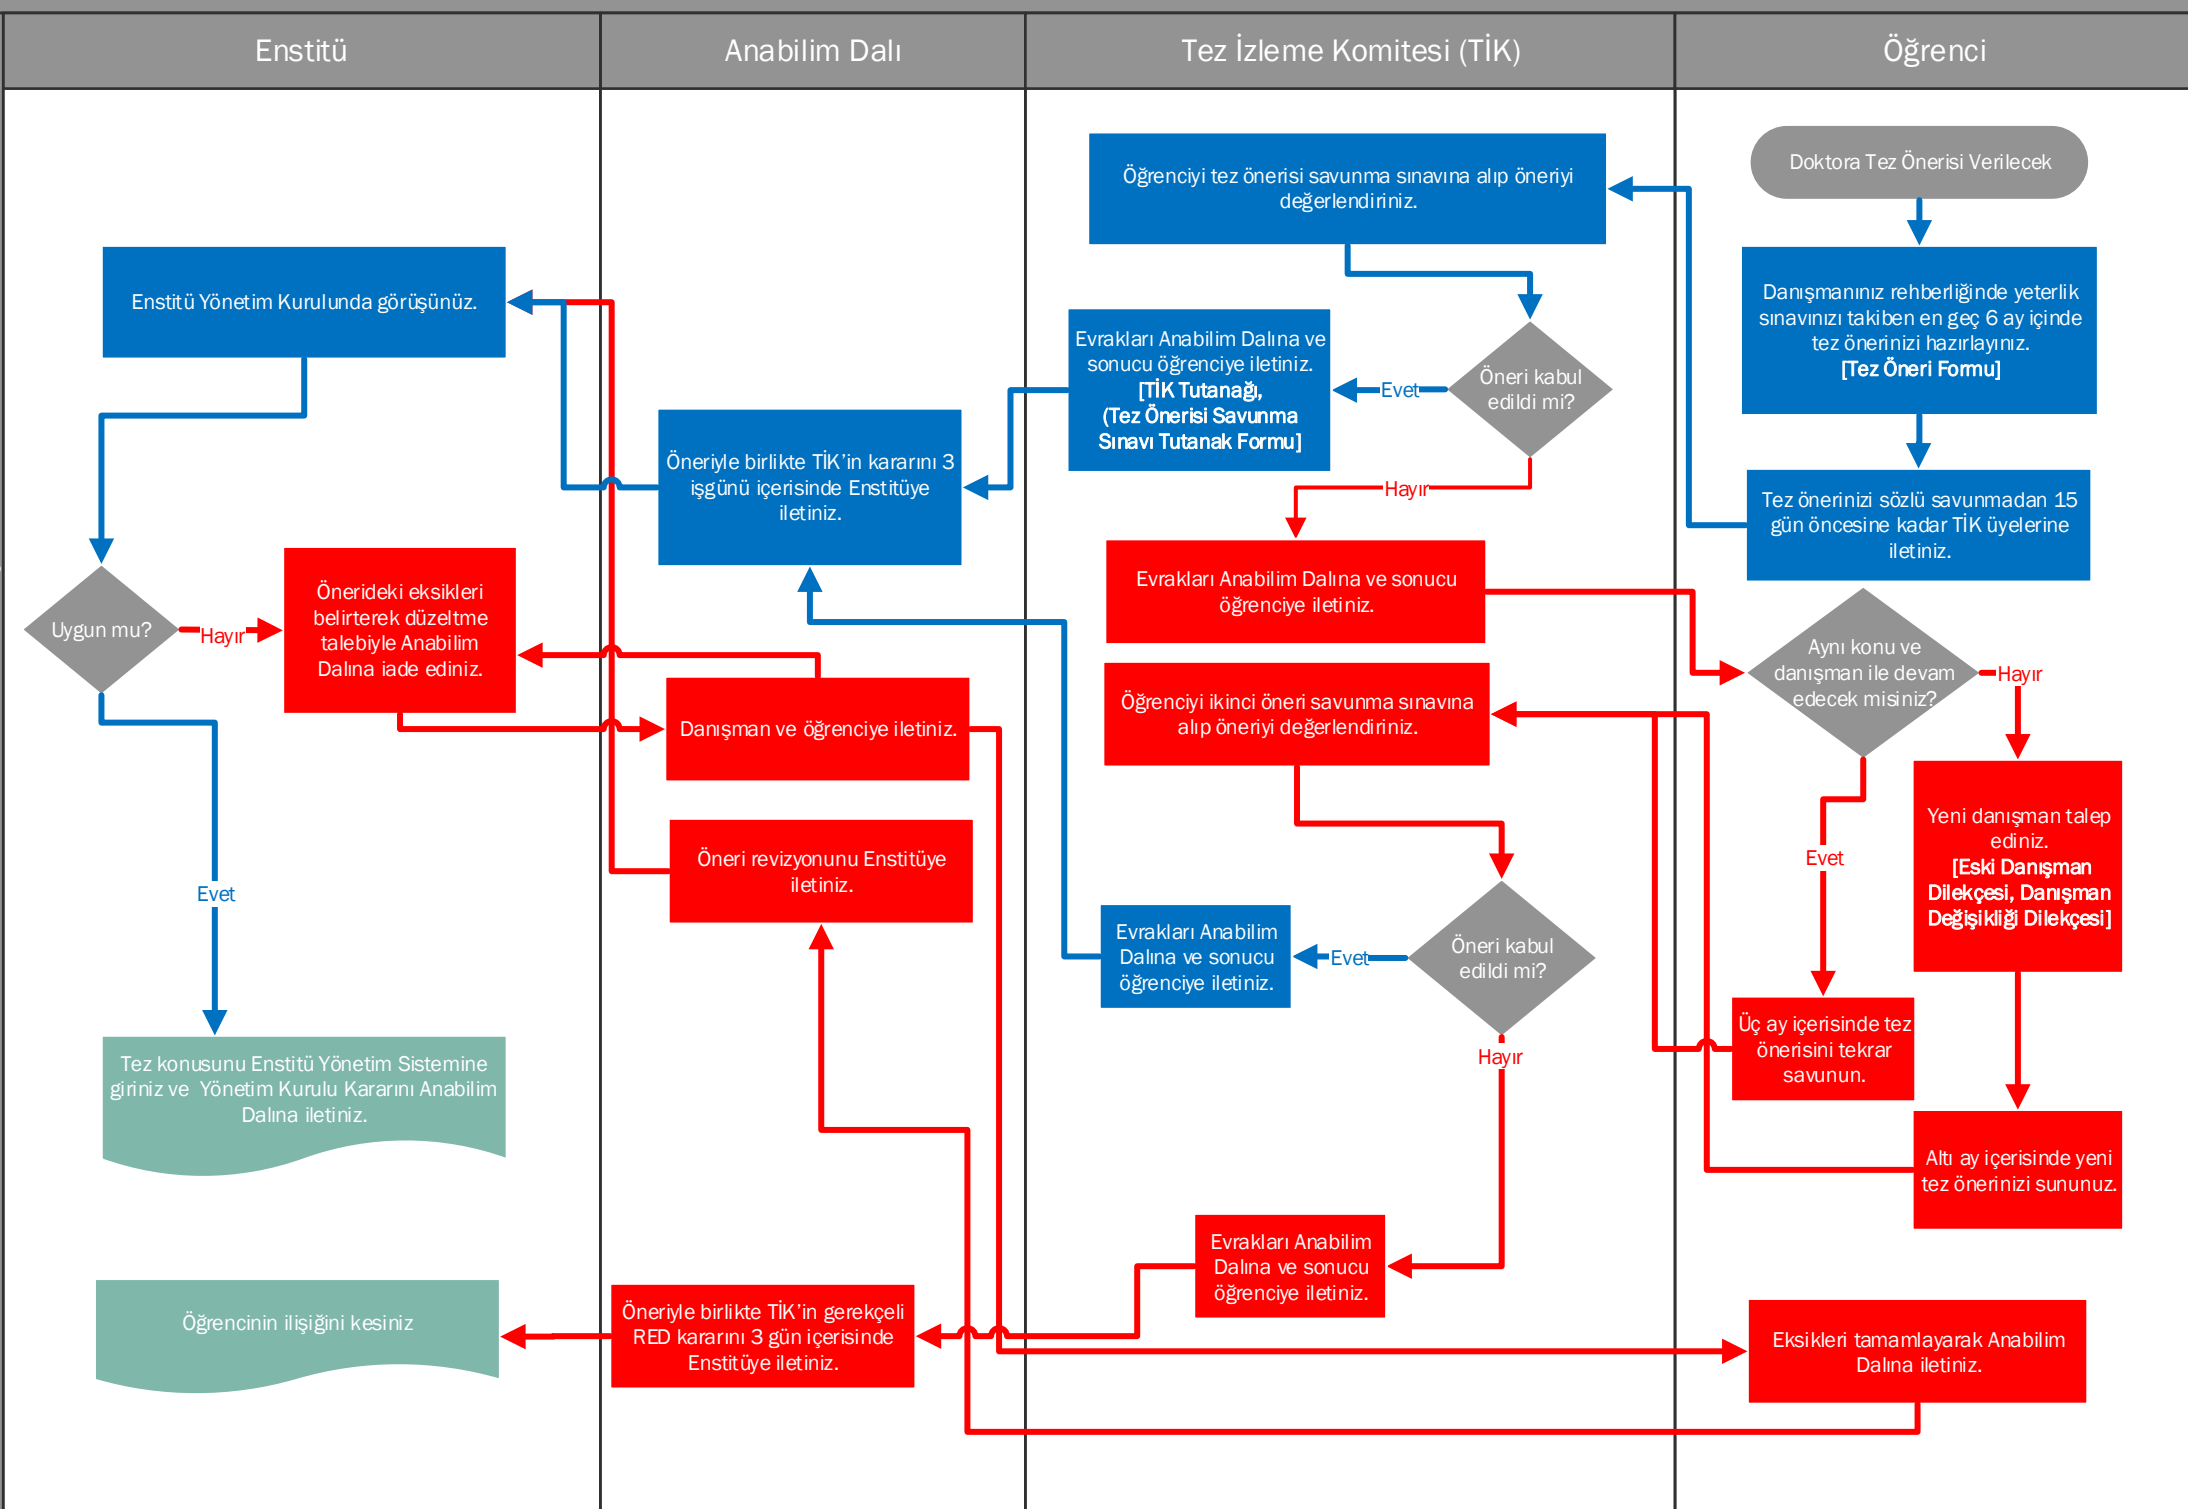 Enstitü
Anabilim Dalı
Tez İzleme Komitesi (TİK)
Öğrenci
Doktora Tez Önerisi Verilecek
Danışmanınız rehberliğinde yeterlik
sınavınızı takiben en geç 6 ay içinde
tez önerinizi hazırlayınız.
[Tez Öneri Formu]
Tez önerinizi sözlü savunmadan 15
gün öncesine kadar TİK üyelerine
iletiniz.
Öğrenciyi tez önerisi savunma sınavına alıp öneriyi
değerlendiriniz.
Öneri kabul
edildi mi?
Evet
Evrakları Anabilim Dalına ve
sonucu öğrenciye iletiniz.
[TİK Tutanağı,
(Tez Önerisi Savunma
Sınavı Tutanak Formu]
Hayır
Evrakları Anabilim Dalına ve sonucu
öğrenciye iletiniz.
Öneriyle birlikte TİK'in kararını 3
işgünü içerisinde Enstitüye
iletiniz.
Enstitü Yönetim Kurulunda görüşünüz.
Uygun mu?
Hayır
Önerideki eksikleri
belirterek düzeltme
talebiyle Anabilim
Dalına iade ediniz.
Danışman ve öğrenciye iletiniz.
Öneri revizyonunu Enstitüye
iletiniz.
Evet
Tez konusunu Enstitü Yönetim Sistemine
giriniz ve  Yönetim Kurulu Kararını Anabilim
Dalına iletiniz.
Aynı konu ve
danışman ile devam
edecek misiniz?
Hayır
Yeni danışman talep
ediniz.
[Eski Danışman
Dilekçesi, Danışman
Değişikliği Dilekçesi]
Evet
Üç ay içerisinde tez
önerisini tekrar
savunun.
Altı ay içerisinde yeni
tez önerinizi sununuz.
Öğrenciyi ikinci öneri savunma sınavına
alıp öneriyi değerlendiriniz.
Öneri kabul
edildi mi?
Evet
Evrakları Anabilim
Dalına ve sonucu
öğrenciye iletiniz.
Hayır
Evrakları Anabilim
Dalına ve sonucu
öğrenciye iletiniz.
Öneriyle birlikte TİK'in gerekçeli
RED kararını 3 gün içerisinde
Enstitüye iletiniz.
Öğrencinin ilişiğini kesiniz
Eksikleri tamamlayarak Anabilim
Dalına iletiniz.